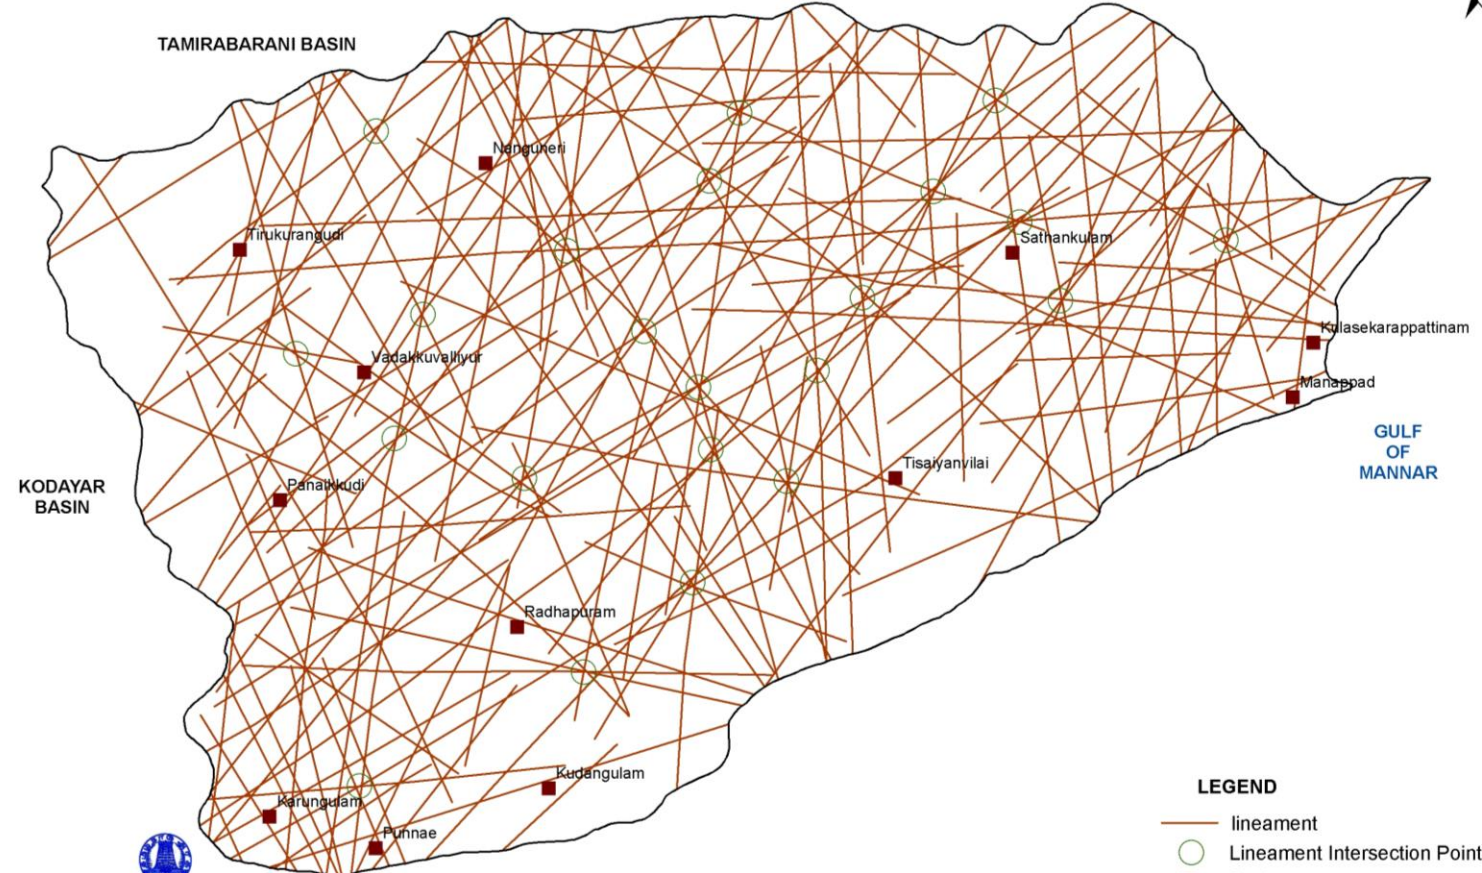 TAMIRABARANI BASIN
Nanguneri
Tirukurangudi
Sathankulam
Kulasekarappattinam
Vadakkuvalliyur
Manappad
GULF
OF
MANNAR
Tisaiyanvilai
KODAYAR
BASIN
Panaikkudi
Radhapuram
Kudangulam
Karungulam
Punnae
LEGEND
lineament
Lineament Intersection Point